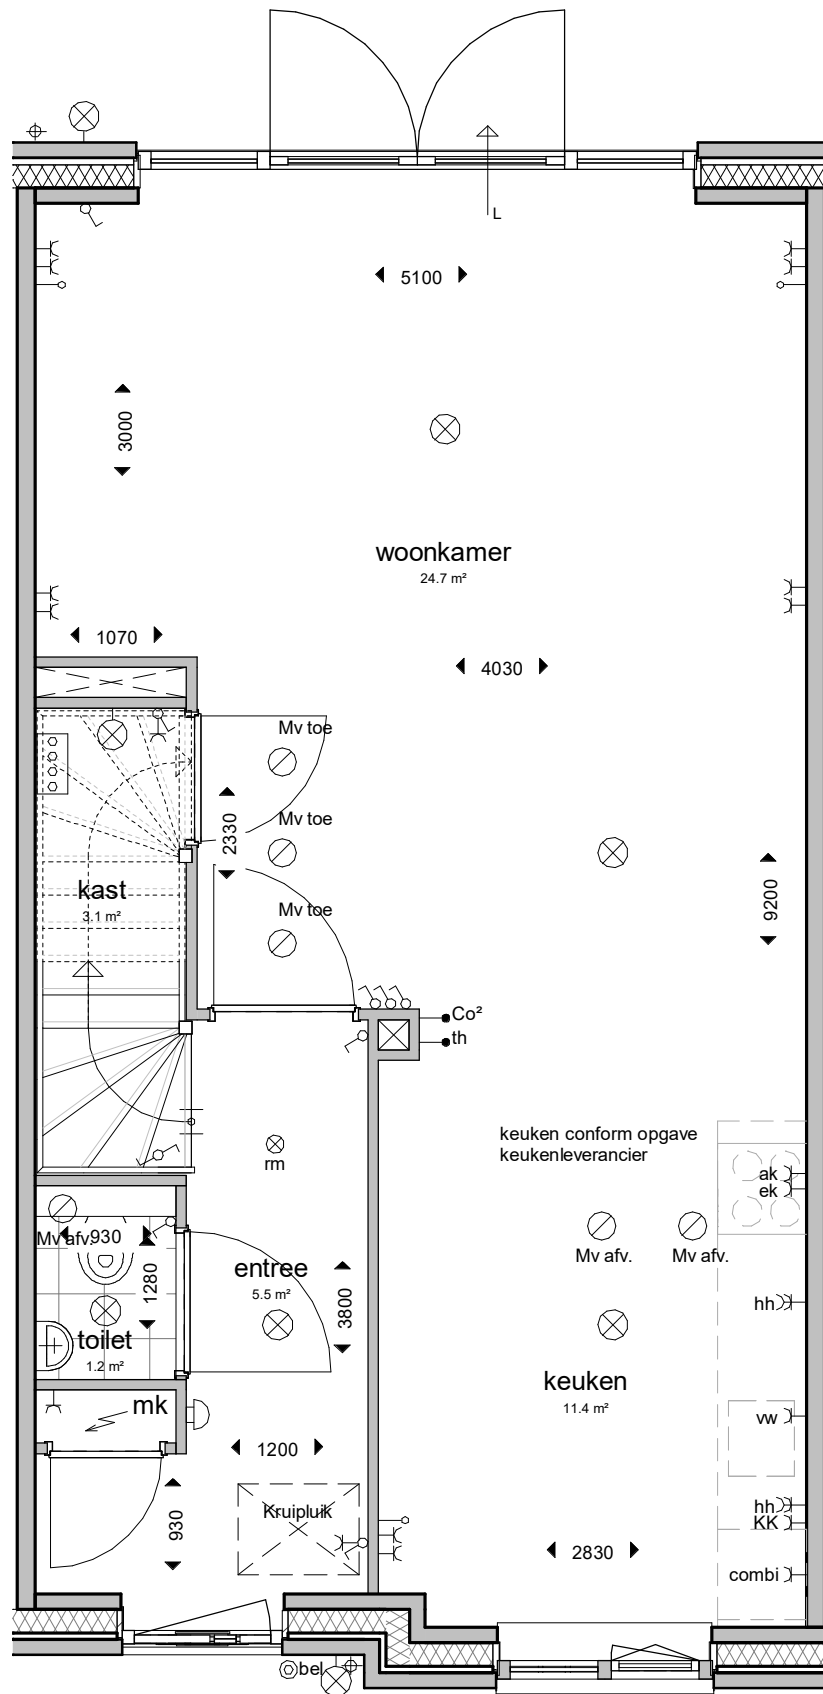 L
5100
3000
woonkamer
24.7 m²
1070
4030
Mv toe
2330
Mv toe
kast
3.1 m²
9200
Mv toe
Co²
th
keuken conform opgave
keukenleverancier
rm
ak
ek
Mv afv.
930
Mv afv.
Mv afv.
1280
entree
5.5 m²
3800
hh
toilet
1.2 m²
keuken
11.4 m²
mk
vw
1200
930
Kruipluik
hh
KK
2830
combi
bel